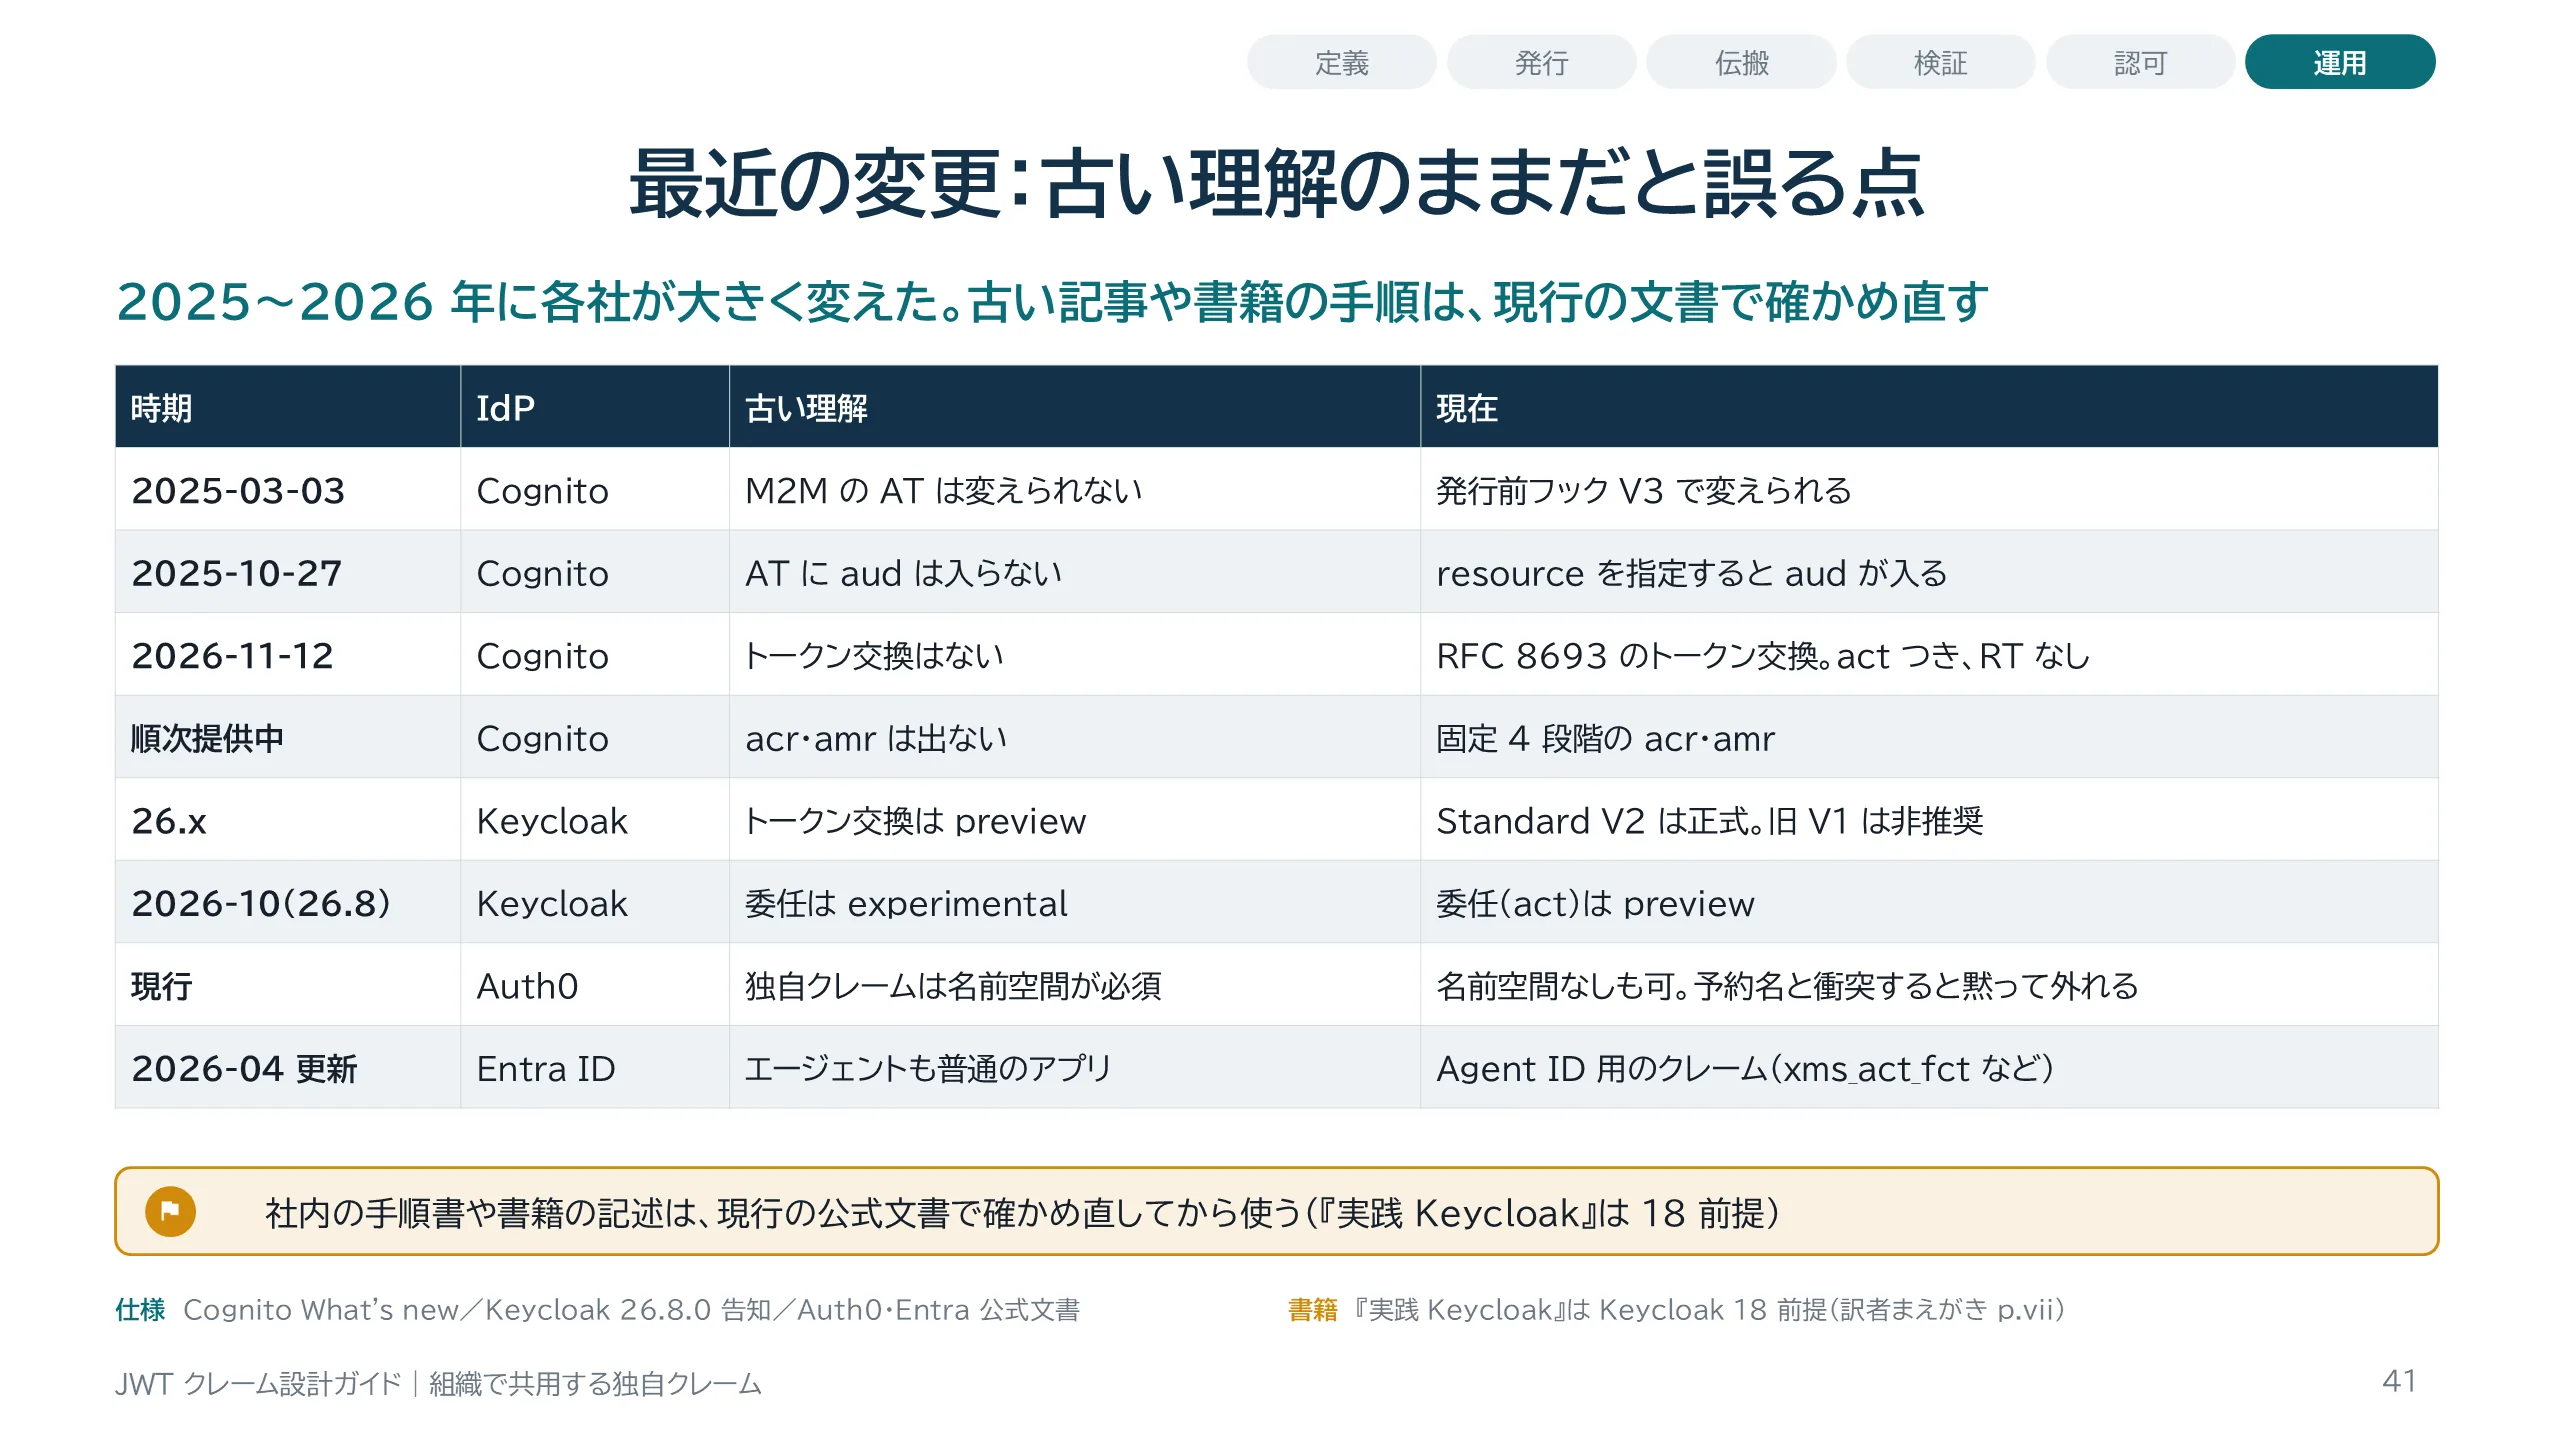 定義 発行 伝搬 検証 認可 運用
最近の変更：古い理解のままだと誤る点
2025～2026 年に各社が大きく変えた。古い記事や書籍の手順は、現行の文書で確かめ直す
時期 IdP 古い理解 現在
2025-03-03 Cognito M2M の AT は変えられない 発行前フック V3 で変えられる
2025-10-27 Cognito AT に aud は入らない resource を指定すると aud が入る
2026-11-12 Cognito トークン交換はない RFC 8693 のトークン交換。act つき、RT なし
順次提供中 Cognito acr・amr は出ない 固定 4 段階の acr・amr
26.x Keycloak トークン交換は preview Standard V2 は正式。旧 V1 は非推奨
2026-10（26.8） Keycloak 委任は experimental 委任（act）は preview
現行 Auth0 独自クレームは名前空間が必須 名前空間なしも可。予約名と衝突すると黙って外れる
2026-04 更新 Entra ID エージェントも普通のアプリ Agent ID 用のクレーム（xms_act_fct など）
社内の手順書や書籍の記述は、現行の公式文書で確かめ直してから使う（『実践 Keycloak』は 18 前提）
仕様 Cognito What’s new／Keycloak 26.8.0 告知／Auth0・Entra 公式文書
書籍 『実践 Keycloak』は Keycloak 18 前提（訳者まえがき p.vii）
JWT クレーム設計ガイド｜組織で共用する独自クレーム
41